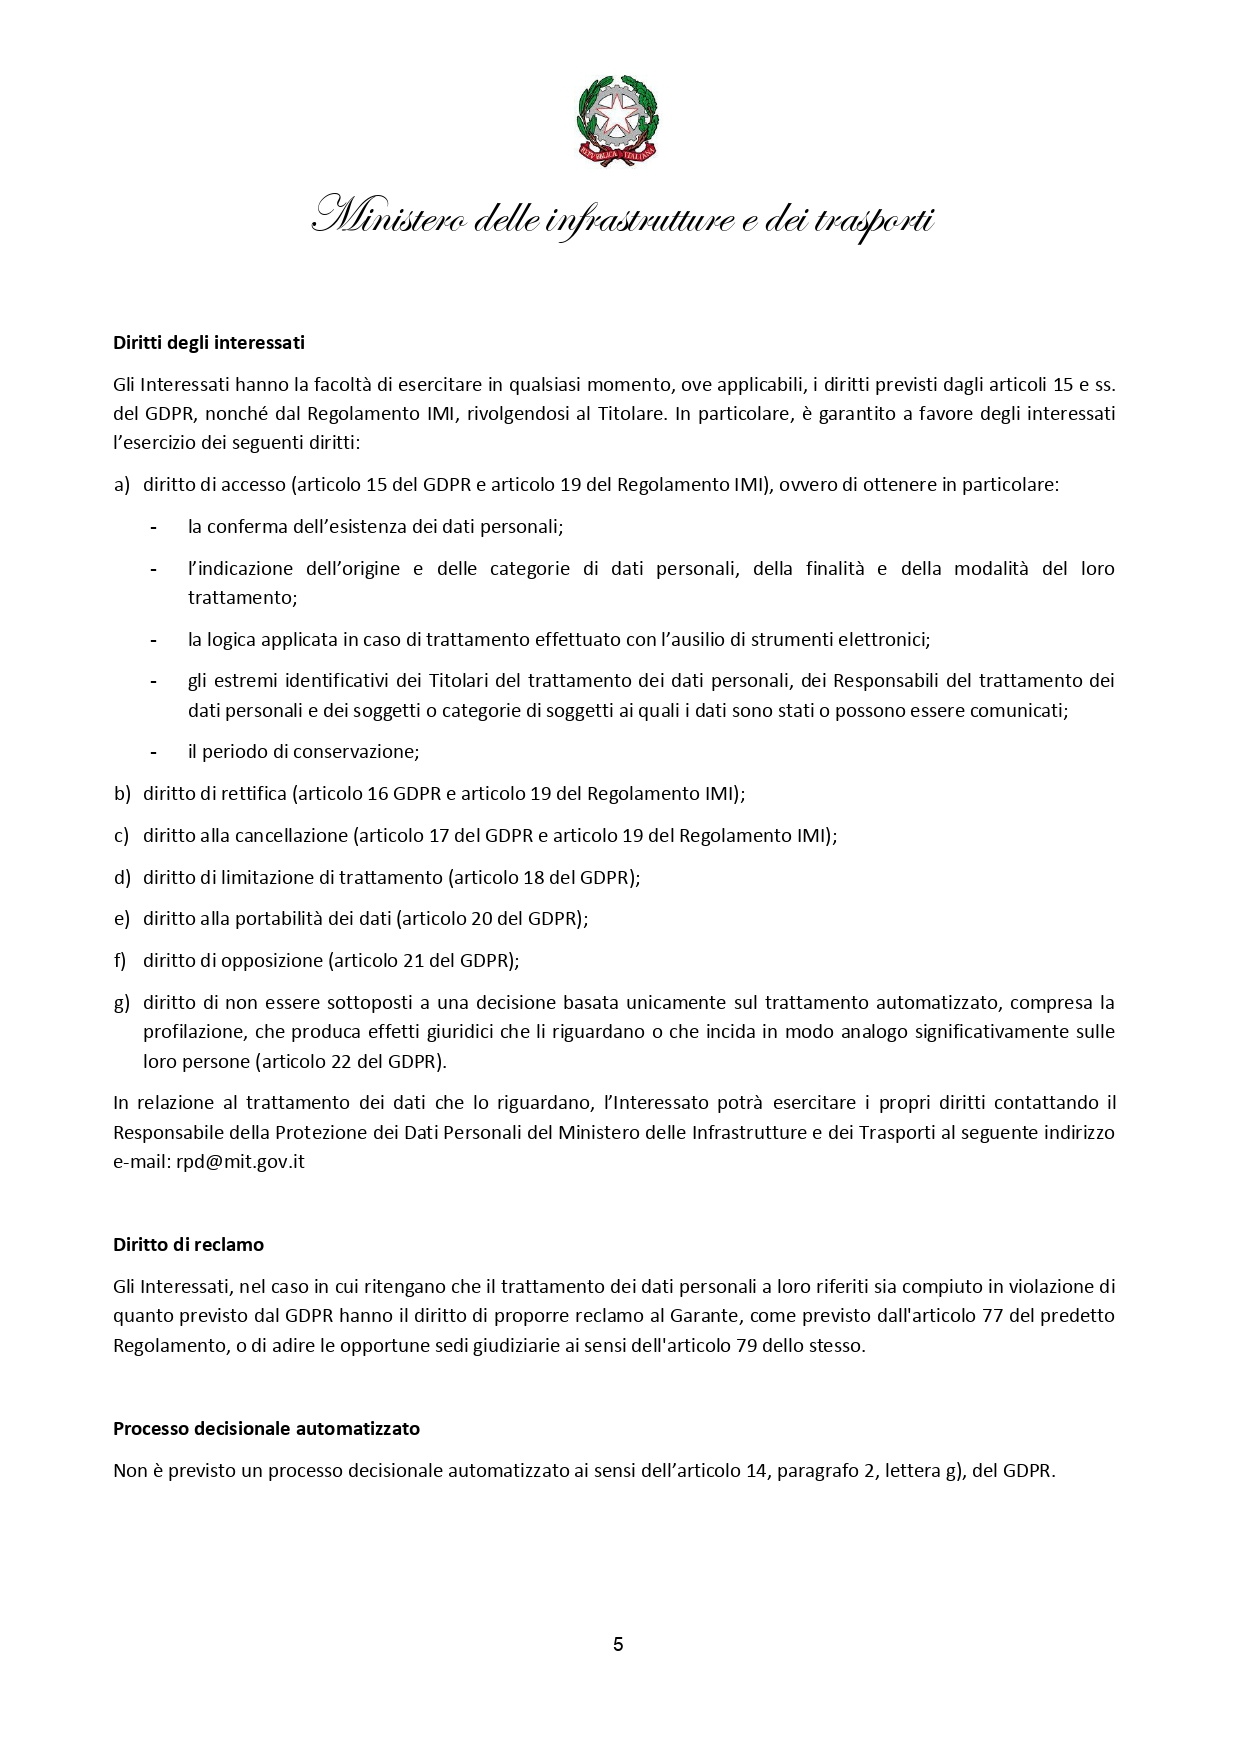 REPVBBLICA ITALIANA
Ministero delle infrastrutture e dei trasporti
Diritti degli interessati
Gli Interessati hanno la facoltà di esercitare in qualsiasi momento, ove applicabili, i diritti previsti dagli articoli 15 e ss.
del GDPR, nonché dal Regolamento IMI, rivolgendosi al Titolare. In particolare, è garantito a favore degli interessati
l’esercizio dei seguenti diritti:
a) diritto di accesso (articolo 15 del GDPR e articolo 19 del Regolamento IMI), ovvero di ottenere in particolare:
- la conferma dell’esistenza dei dati personali;
- l’indicazione dell’origine e delle categorie di dati personali, della finalità e della modalità del loro
trattamento;
- la logica applicata in caso di trattamento effettuato con l’ausilio di strumenti elettronici;
- gli estremi identificativi dei Titolari del trattamento dei dati personali, dei Responsabili del trattamento dei
dati personali e dei soggetti o categorie di soggetti ai quali i dati sono stati o possono essere comunicati;
- il periodo di conservazione;
b) diritto di rettifica (articolo 16 GDPR e articolo 19 del Regolamento IMI);
c) diritto alla cancellazione (articolo 17 del GDPR e articolo 19 del Regolamento IMI);
d) diritto di limitazione di trattamento (articolo 18 del GDPR);
e) diritto alla portabilità dei dati (articolo 20 del GDPR);
f) diritto di opposizione (articolo 21 del GDPR);
g) diritto di non essere sottoposti a una decisione basata unicamente sul trattamento automatizzato, compresa la
profilazione, che produca effetti giuridici che li riguardano o che incida in modo analogo significativamente sulle
loro persone (articolo 22 del GDPR).
In relazione al trattamento dei dati che lo riguardano, l’Interessato potrà esercitare i propri diritti contattando il
Responsabile della Protezione dei Dati Personali del Ministero delle Infrastrutture e dei Trasporti al seguente indirizzo
e-mail: rpd@mit.gov.it
Diritto di reclamo
Gli Interessati, nel caso in cui ritengano che il trattamento dei dati personali a loro riferiti sia compiuto in violazione di
quanto previsto dal GDPR hanno il diritto di proporre reclamo al Garante, come previsto dall'articolo 77 del predetto
Regolamento, o di adire le opportune sedi giudiziarie ai sensi dell'articolo 79 dello stesso.
Processo decisionale automatizzato
Non è previsto un processo decisionale automatizzato ai sensi dell’articolo 14, paragrafo 2, lettera g), del GDPR.
5